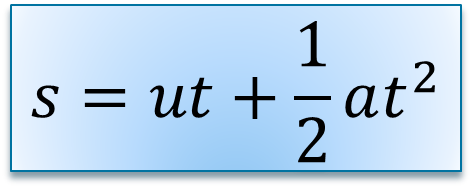 s = ut + 1/2 at²